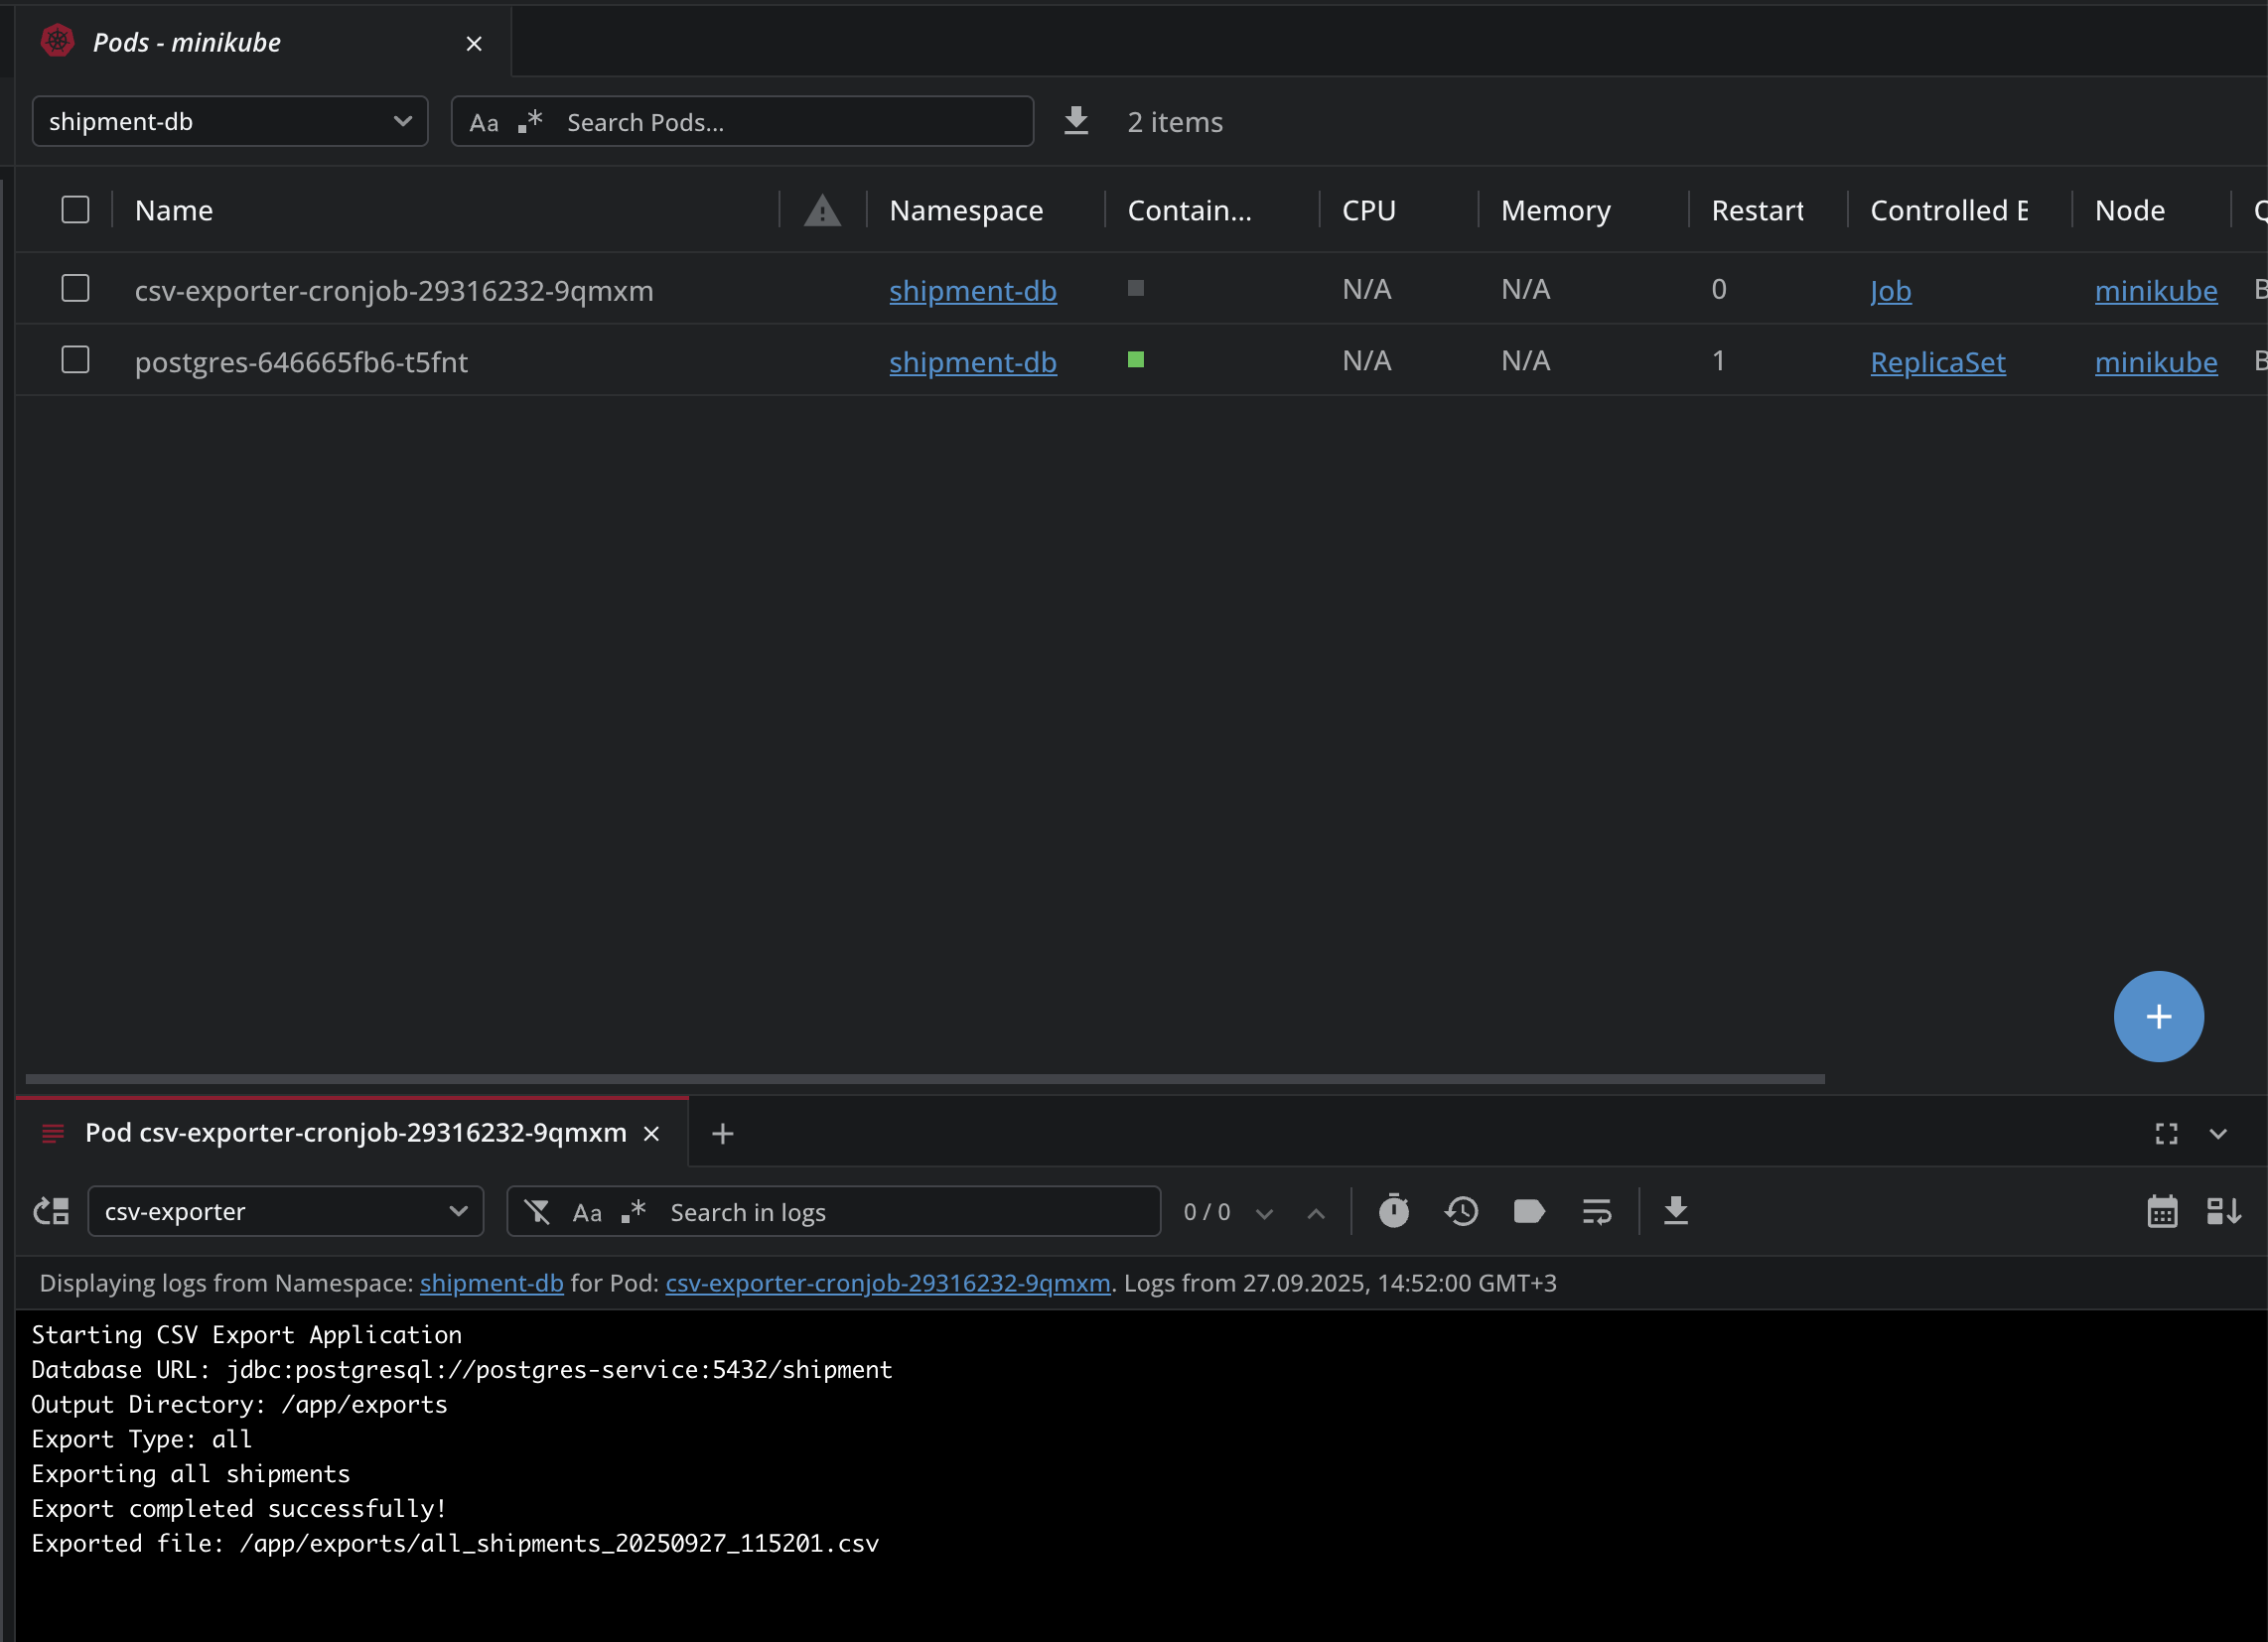 Pods - minikube
shipment-db
Aa .* Search Pods... 2 items
Name Namespace Contain... CPU Memory Restart Controlled Node
csv-exporter-cronjob-29316232-9qmxm shipment-db N/A N/A 0 Job minikube
postgres-646665fb6-t5fnt shipment-db N/A N/A 1 ReplicaSet minikube
Pod csv-exporter-cronjob-29316232-9qmxm
csv-exporter Aa .* Search in logs 0 / 0
Displaying logs from Namespace: shipment-db for Pod: csv-exporter-cronjob-29316232-9qmxm. Logs from 27.09.2025, 14:52:00 GMT+3
Starting CSV Export Application
Database URL: jdbc:postgresql://postgres-service:5432/shipment
Output Directory: /app/exports
Export Type: all
Exporting all shipments
Export completed successfully!
Exported file: /app/exports/all_shipments_20250927_115201.csv